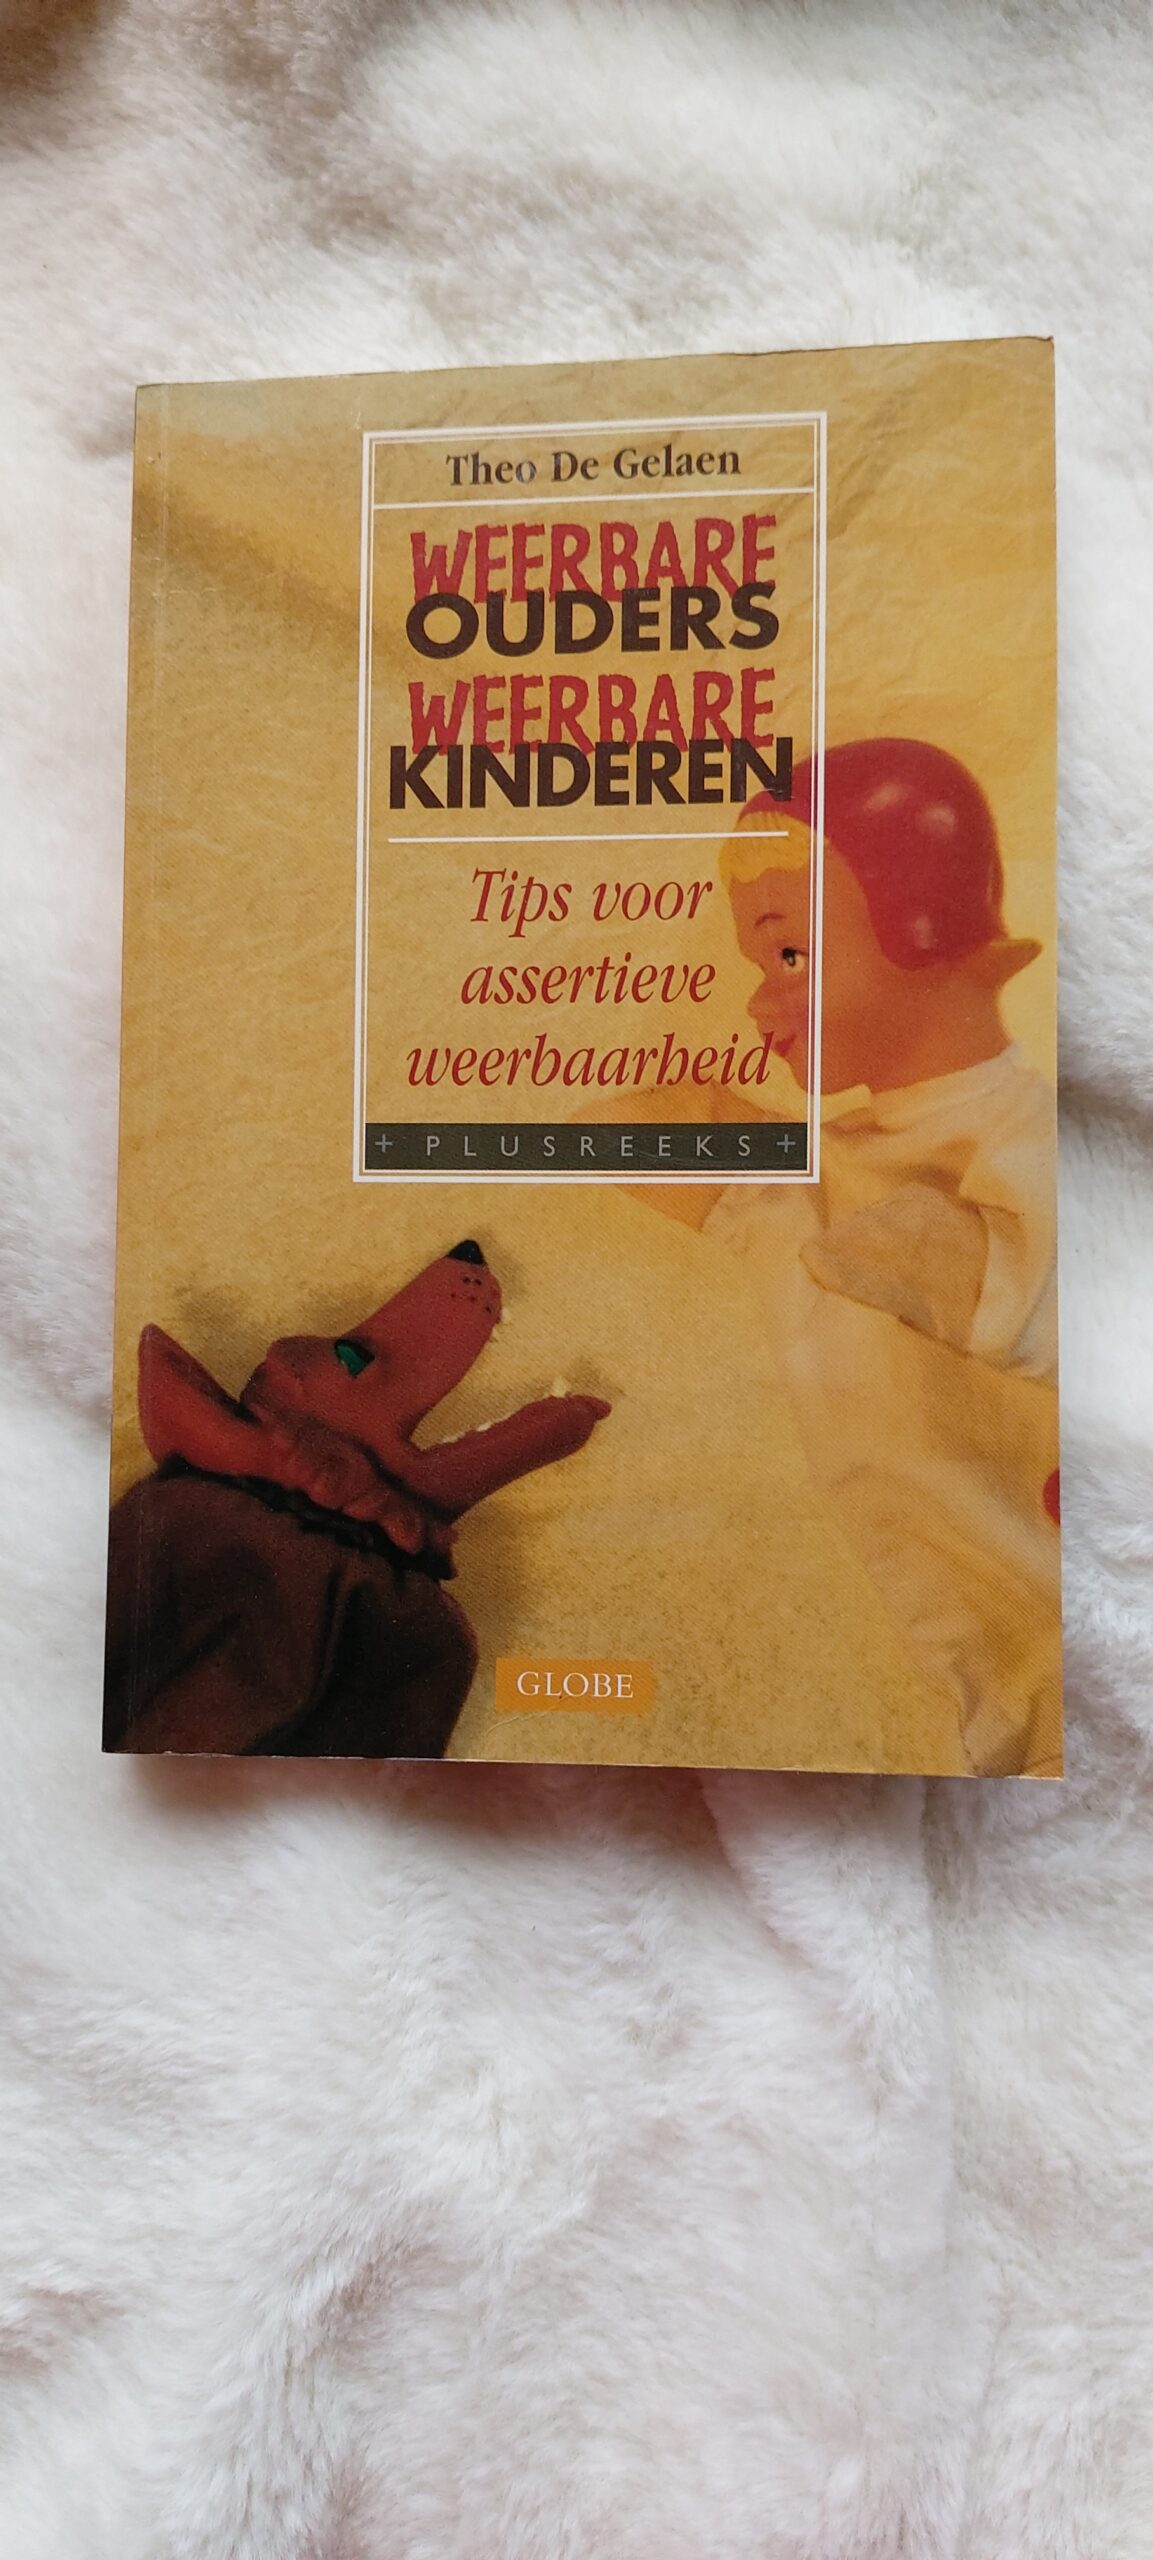 Theo De Gelaen
WEERBARE
OUDERS
WEERBARE
KINDEREN
Tips voor
assertieve
weerbaarheid
+ PLUSREEKS +
GLOBE